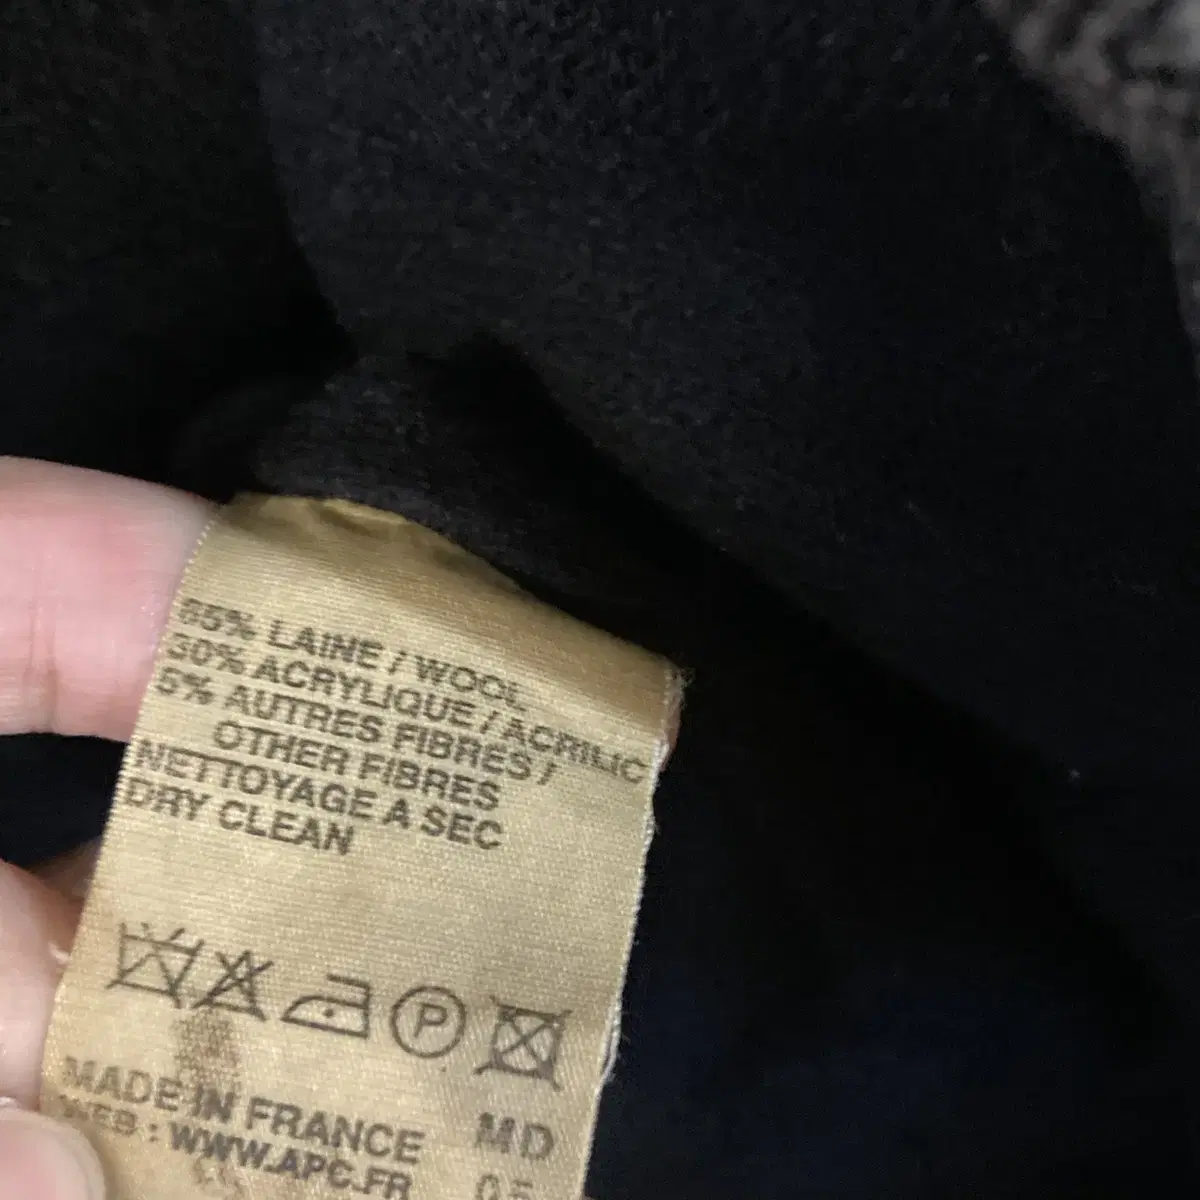 65% LAINE / WOOL
30% ACRYLIQUE / ACRILIC
5% AUTRES FIBRES /
OTHER FIBRES
NETTOYAGE A SEC
DRY CLEAN
P
MADE IN FRANCE MD
WEB : WWW.APC.FR